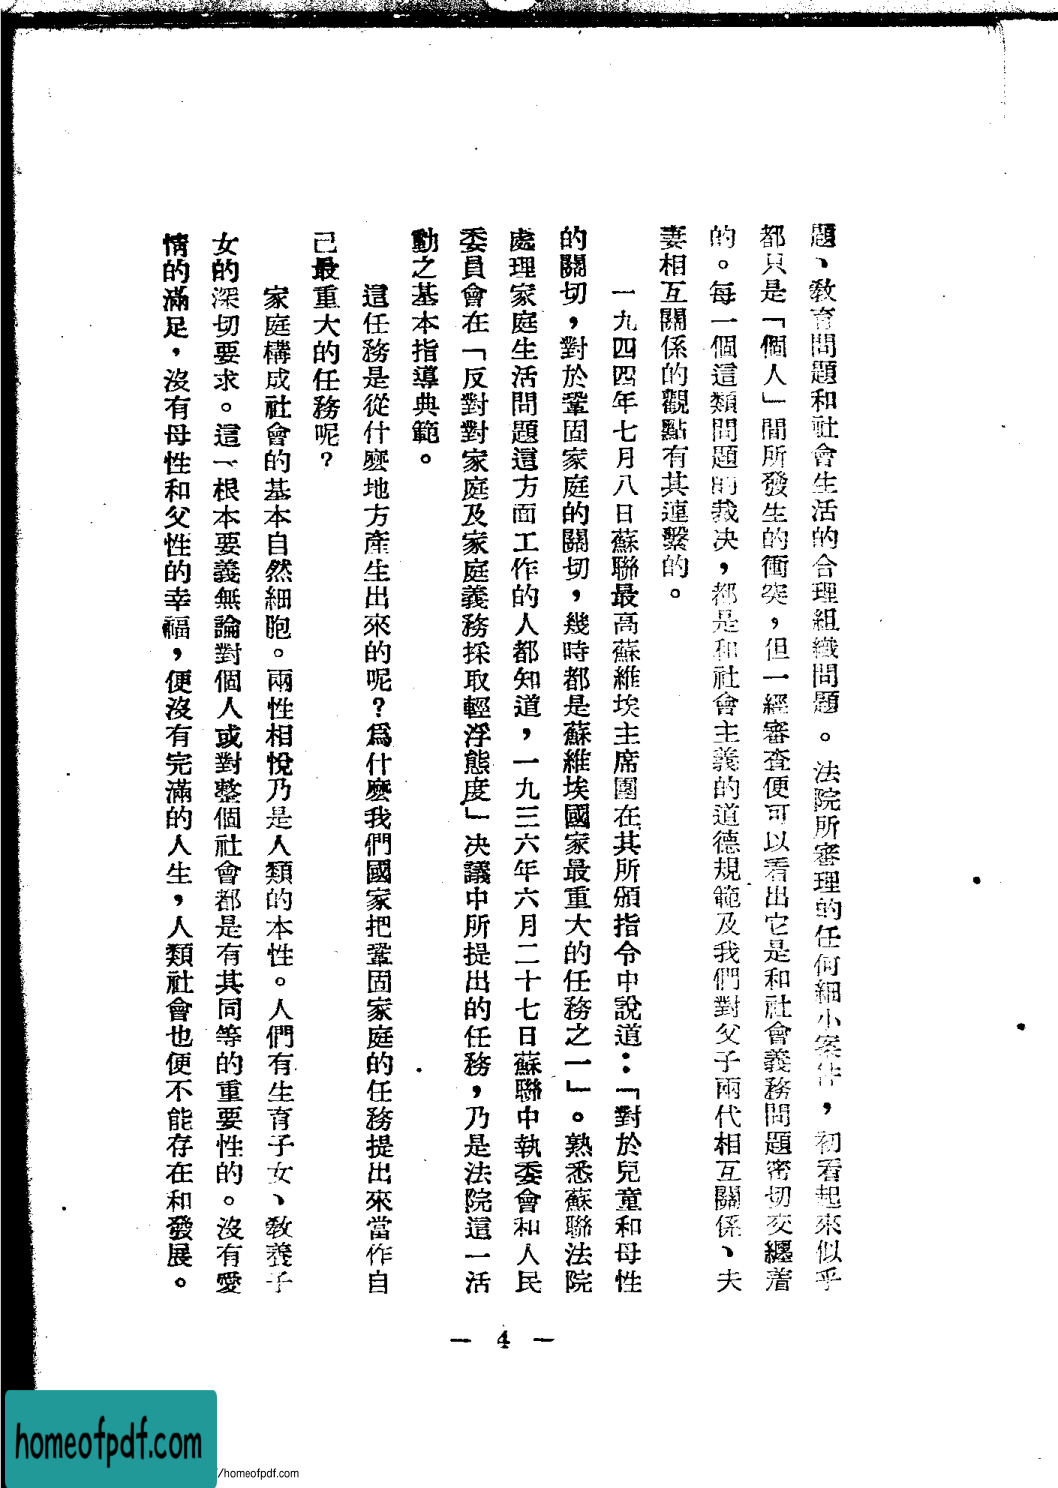 題、教育問題和社會生活的合理組織問題。法院所審理的任何細小案件，初看起來似乎
都只是「個人」間所發生的衝突，但一經審査便可以看出它是和社會義務問題密切交纏着
的。每一個這類問題的裁決，都是和社會主義的道德規範及我們對父子兩代相互關係、夫
妻相互關係的觀點有其連繫的。
一九四四年七月八日蘇聯最高蘇維埃主席團在其所頒指令中說道：「對於兒童和母性
的關切，對於鞏固家庭的關切，幾時都是蘇維埃國家最重大的任務之一」。熟悉蘇聯法院
處理家庭生活問題這方面工作的人都知道，一九三六年六月二十七日蘇聯中執委會和人民
委員會在「反對對家庭及家庭義務採取輕浮態度」决議中所提出的任務，乃是法院這一活
動之基本指導典範。
這任務是從什麽地方產生出來的呢？爲什麽我們國家把鞏固家庭的任務提出來當作自
己最重大的任務呢？
家庭構成社會的基本自然細胞。兩性相悅乃是人類的本性。人們有生育子女、敎養子
女的深切要求。這一根本要義無論對個人或對整個社會都是有其同等的重要性的。沒有愛
情的滿足，沒有母性和父性的幸福，便沒有完滿的人生，人類社會也便不能存在和發展。
— 4 —
homeofpdf.com
//homeofpdf.com